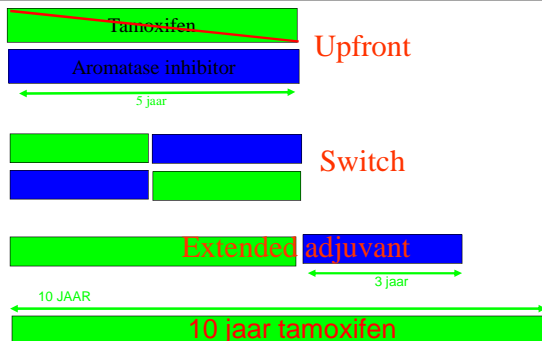 Tamoxifen
Upfront
Aromatase inhibitor
5 jaar
Switch
Extended adjuvant
3 jaar
10 JAAR
10 jaar tamoxifen